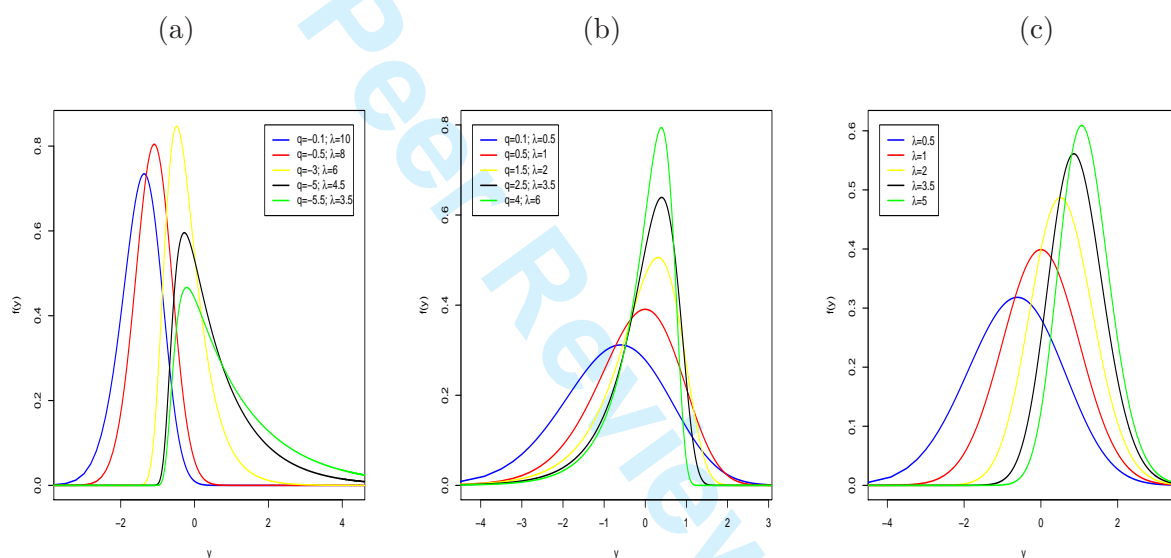 (a)
(b)
(c)
Peer Review
f(y)
0.0
0.2
0.4
0.6
0.8
q=−0.1; λ=10
q=−0.5; λ=8
q=−3; λ=6
q=−5; λ=4.5
q=−5.5; λ=3.5
−2
0
2
4
y
f(y)
0.0
0.2
0.4
0.6
0.8
q=0.1; λ=0.5
q=0.5; λ=1
q=1.5; λ=2
q=2.5; λ=3.5
q=4; λ=6
−4
−3
−2
−1
0
1
2
3
y
f(y)
0.0
0.1
0.2
0.3
0.4
0.5
0.6
λ=0.5
λ=1
λ=2
λ=3.5
λ=5
−4
−2
0
2
y